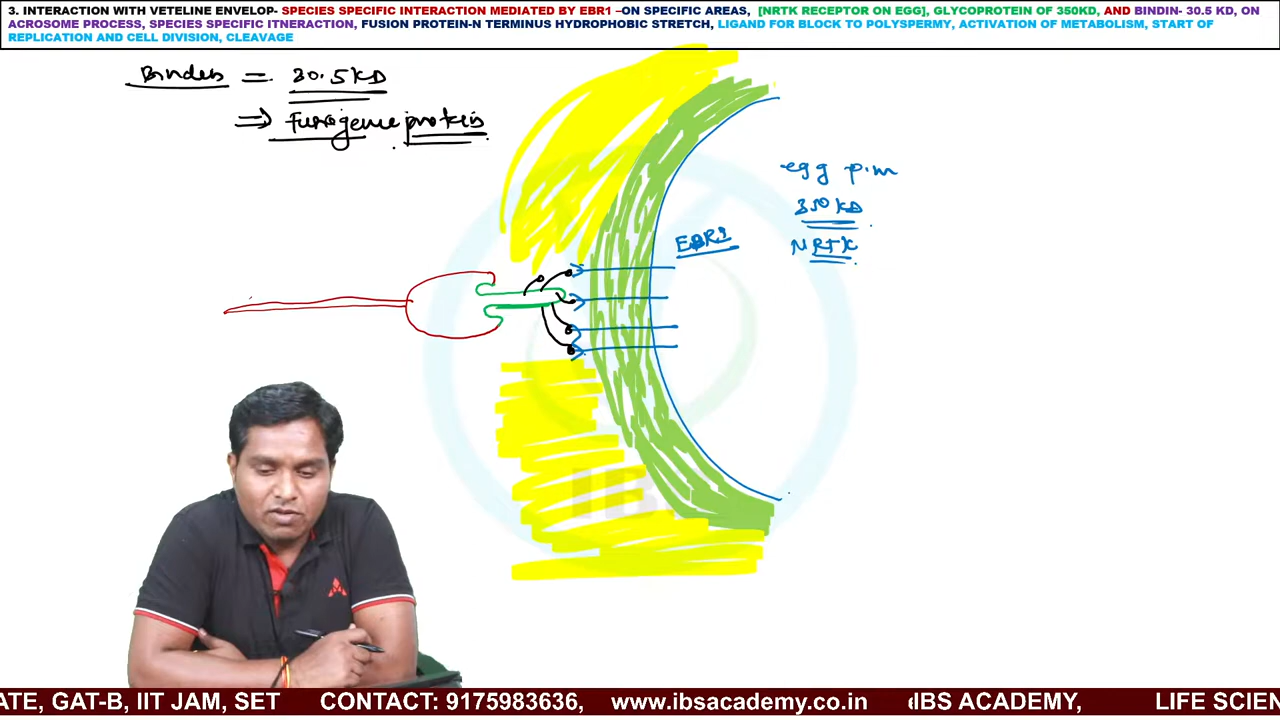 3. INTERACTION WITH VETELINE ENVELOP- SPECIES SPECIFIC INTERACTION MEDIATED BY EBR1 –ON SPECIFIC AREAS, [NRTK RECEPTOR ON EGG], GLYCOPROTEIN OF 350KD, AND BINDIN- 30.5 KD, ON
ACROSOME PROCESS, SPECIES SPECIFIC ITNERACTION, FUSION PROTEIN-N TERMINUS HYDROPHOBIC STRETCH, LIGAND FOR BLOCK TO POLYSPERMY, ACTIVATION OF METABOLISM, START OF
REPLICATION AND CELL DIVISION, CLEAVAGE
= 30.5KD
⇒ protein
egg p.m
350 KD
EBR1
NRTK
IB
ATE, GAT-B, IIT JAM, SET CONTACT: 9175983636, www.ibsacademy.co.in IBS ACADEMY, LIFE SCIEN